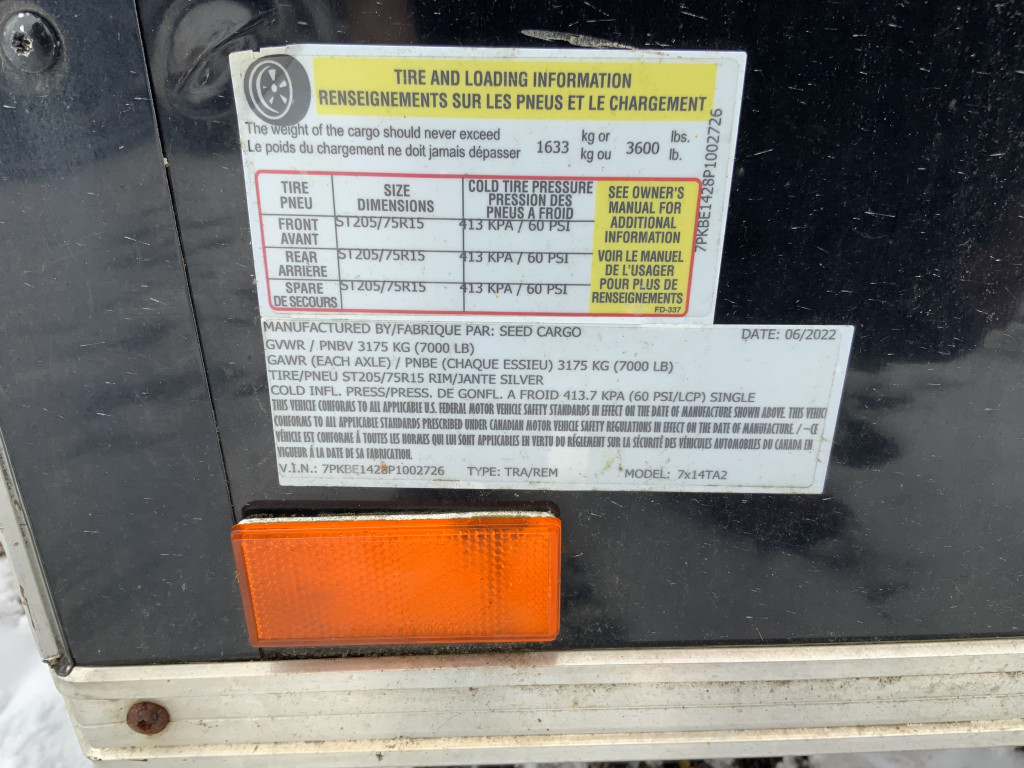 TIRE AND LOADING INFORMATION
RENSEIGNEMENTS SUR LES PNEUS ET LE CHARGEMENT
The weight of the cargo should never exceed 1633 kg or 3600 lbs.
Le poids du chargement ne doit jamais dépasser kg ou lb.
TIRE PNEU SIZE DIMENSIONS COLD TIRE PRESSURE PRESSION DES PNEUS A FROID
FRONT AVANT ST205/75R15 413 KPA / 60 PSI
REAR ARRIÈRE ST205/75R15 413 KPA / 60 PSI
SPARE DE SECOURS ST205/75R15 413 KPA / 60 PSI
SEE OWNER'S
MANUAL FOR
ADDITIONAL
INFORMATION
VOIR LE MANUEL
DE L'USAGER
POUR PLUS DE
RENSEIGNEMENTS
FD-337
7PKBE1428P1002726
MANUFACTURED BY/FABRIQUE PAR: SEED CARGO DATE: 06/2022
GVWR / PNBV 3175 KG (7000 LB)
GAWR (EACH AXLE) / PNBE (CHAQUE ESSIEU) 3175 KG (7000 LB)
TIRE/PNEU ST205/75R15 RIM/JANTE SILVER
COLD INFL. PRESS/PRESS. DE GONFL. A FROID 413.7 KPA (60 PSI/LCP) SINGLE
THIS VEHICLE CONFORMS TO ALL APPLICABLE U.S. FEDERAL MOTOR VEHICLE SAFETY STANDARDS IN EFFECT ON THE DATE OF MANUFACTURE SHOWN ABOVE. THIS VEHIC
CONFORMS TO ALL APPLICABLE STANDARDS PRESCRIBED UNDER CANADIAN MOTOR VEHICLE SAFETY REGULATIONS IN EFFECT ON THE DATE OF MANUFACTURE. / ~CE
VÉHICLE EST CONFORME Á TOUTES LES NORMES QUI LUI SONT APPLICABLES EN VERTU DU RÉGLEMENT SUR LA SÉCURITÉ DES VÉHICULES AUTOMOBILES DU CANADA EN
VIGUEUR Á LA DATE DE SA FABRICATION.
V.I.N.: 7PKBE1428P1002726 TYPE: TRA/REM MODEL: 7x14TA2